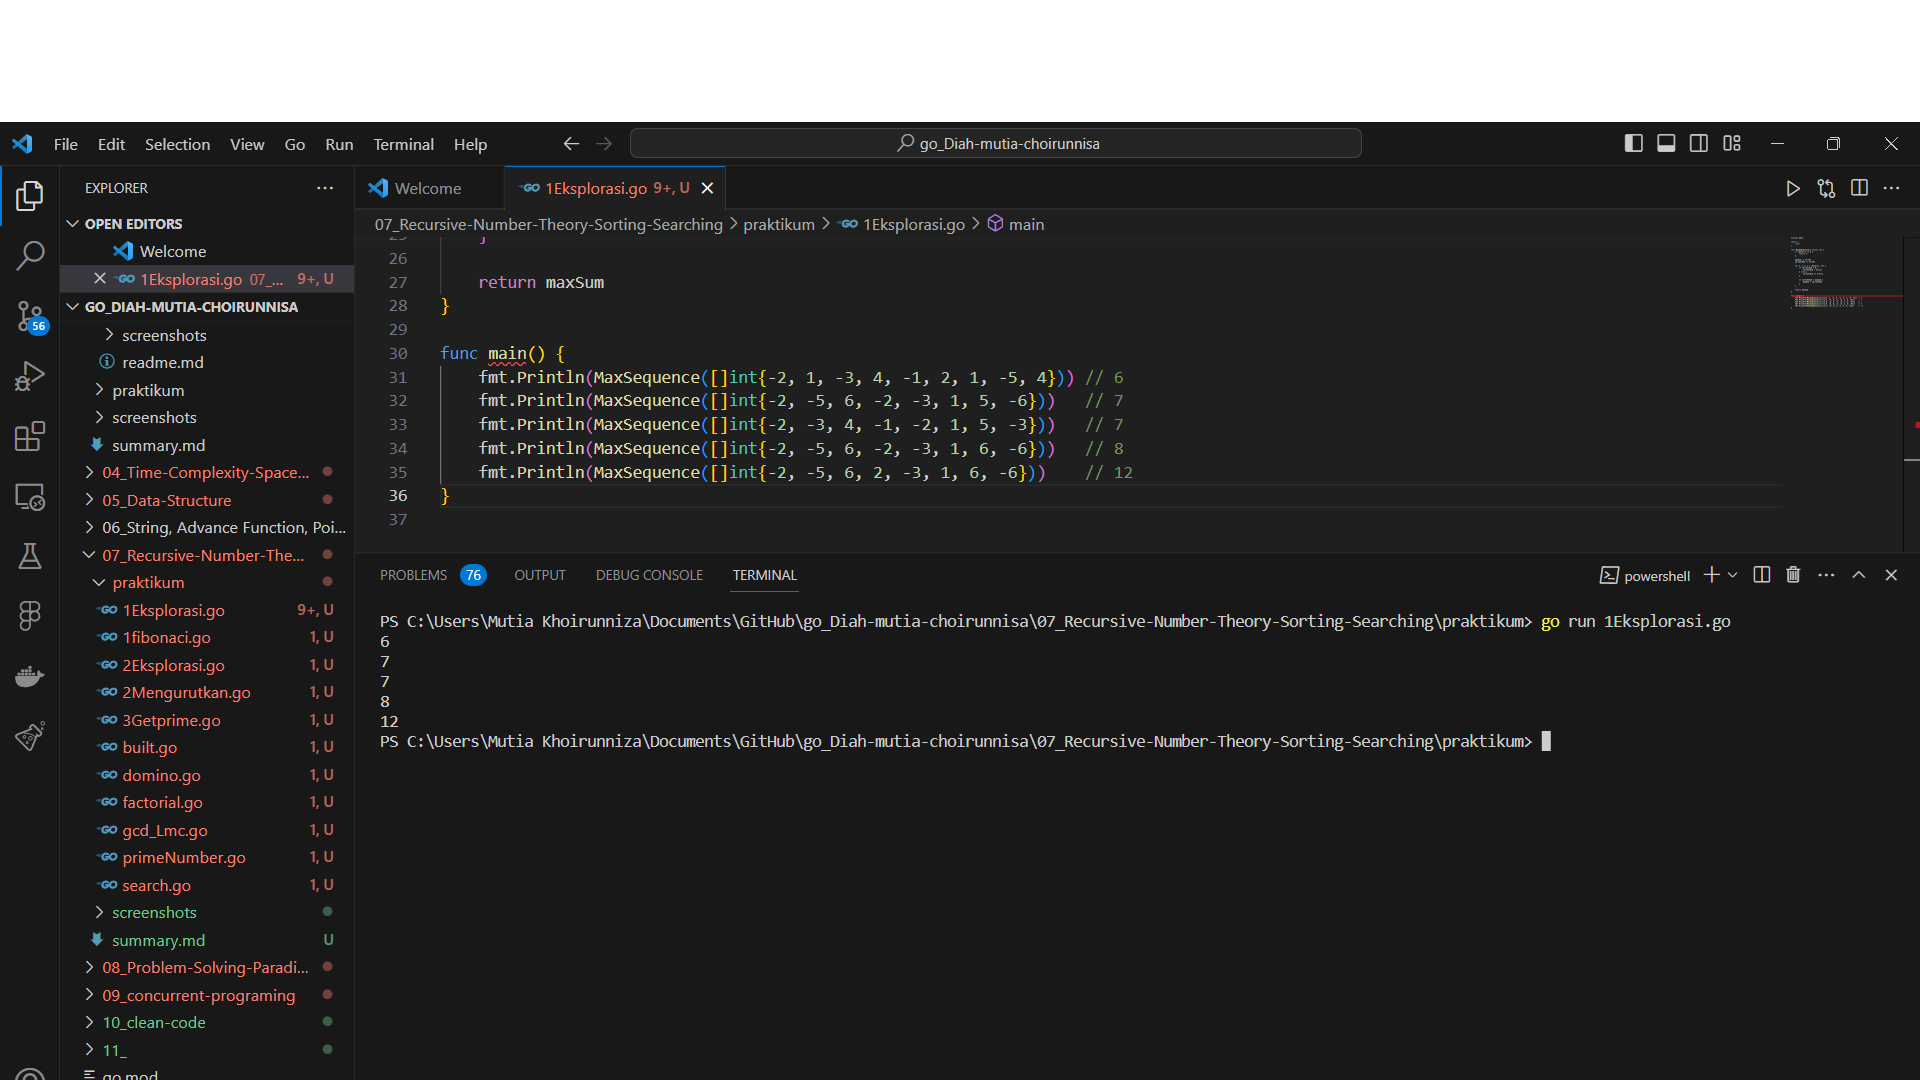 File Edit Selection View Go Run Terminal Help
go_Diah-mutia-choirunnisa
EXPLORER
OPEN EDITORS
Welcome
1Eksplorasi.go 07_... 9+, U
GO_DIAH-MUTIA-CHOIRUNNISA
screenshots
readme.md
praktikum
screenshots
summary.md
04_Time-Complexity-Space...
05_Data-Structure
06_String, Advance Function, Poi...
07_Recursive-Number-The...
praktikum
1Eksplorasi.go 9+, U
1fibonaci.go 1, U
2Eksplorasi.go 1, U
2Mengurutkan.go 1, U
3Getprime.go 1, U
built.go 1, U
domino.go 1, U
factorial.go 1, U
gcd_Lmc.go 1, U
primeNumber.go 1, U
search.go 1, U
screenshots
summary.md U
08_Problem-Solving-Paradi...
09_concurrent-programing
10_clean-code
11_
go.mod
56
Welcome
1Eksplorasi.go 9+, U
07_Recursive-Number-Theory-Sorting-Searching > praktikum > 1Eksplorasi.go > main
25 }
26
27 return maxSum
28 }
29
30 func main() {
31 fmt.Println(MaxSequence([]int{-2, 1, -3, 4, -1, 2, 1, -5, 4})) // 6
32 fmt.Println(MaxSequence([]int{-2, -5, 6, -2, -3, 1, 5, -6})) // 7
33 fmt.Println(MaxSequence([]int{-2, -3, 4, -1, -2, 1, 5, -3})) // 7
34 fmt.Println(MaxSequence([]int{-2, -5, 6, -2, -3, 1, 6, -6})) // 8
35 fmt.Println(MaxSequence([]int{-2, -5, 6, 2, -3, 1, 6, -6})) // 12
36 }
37
PROBLEMS 76 OUTPUT DEBUG CONSOLE TERMINAL
powershell
PS C:\Users\Mutia Khoirunniza\Documents\GitHub\go_Diah-mutia-choirunnisa\07_Recursive-Number-Theory-Sorting-Searching\praktikum> go run 1Eksplorasi.go
6
7
7
8
12
PS C:\Users\Mutia Khoirunniza\Documents\GitHub\go_Diah-mutia-choirunnisa\07_Recursive-Number-Theory-Sorting-Searching\praktikum>